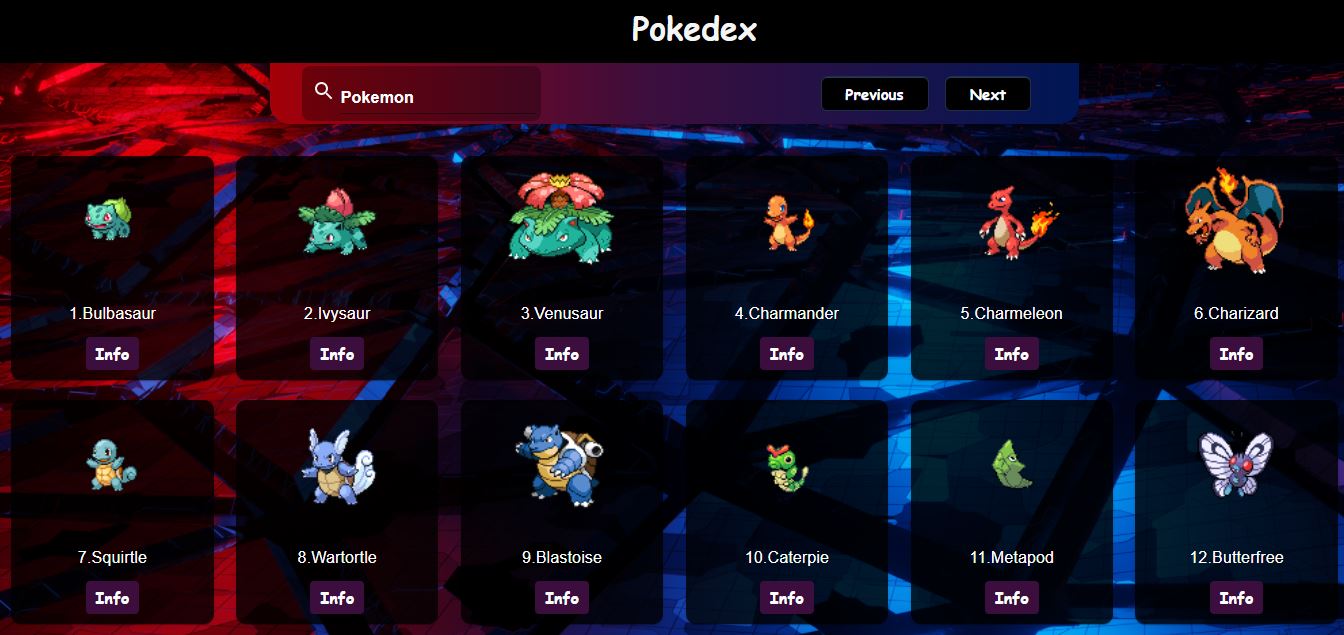 Pokedex
Pokemon
Previous Next
1.Bulbasaur 2.Ivysaur 3.Venusaur 4.Charmander 5.Charmeleon 6.Charizard
Info Info Info Info Info Info
7.Squirtle 8.Wartortle 9.Blastoise 10.Caterpie 11.Metapod 12.Butterfree
Info Info Info Info Info Info